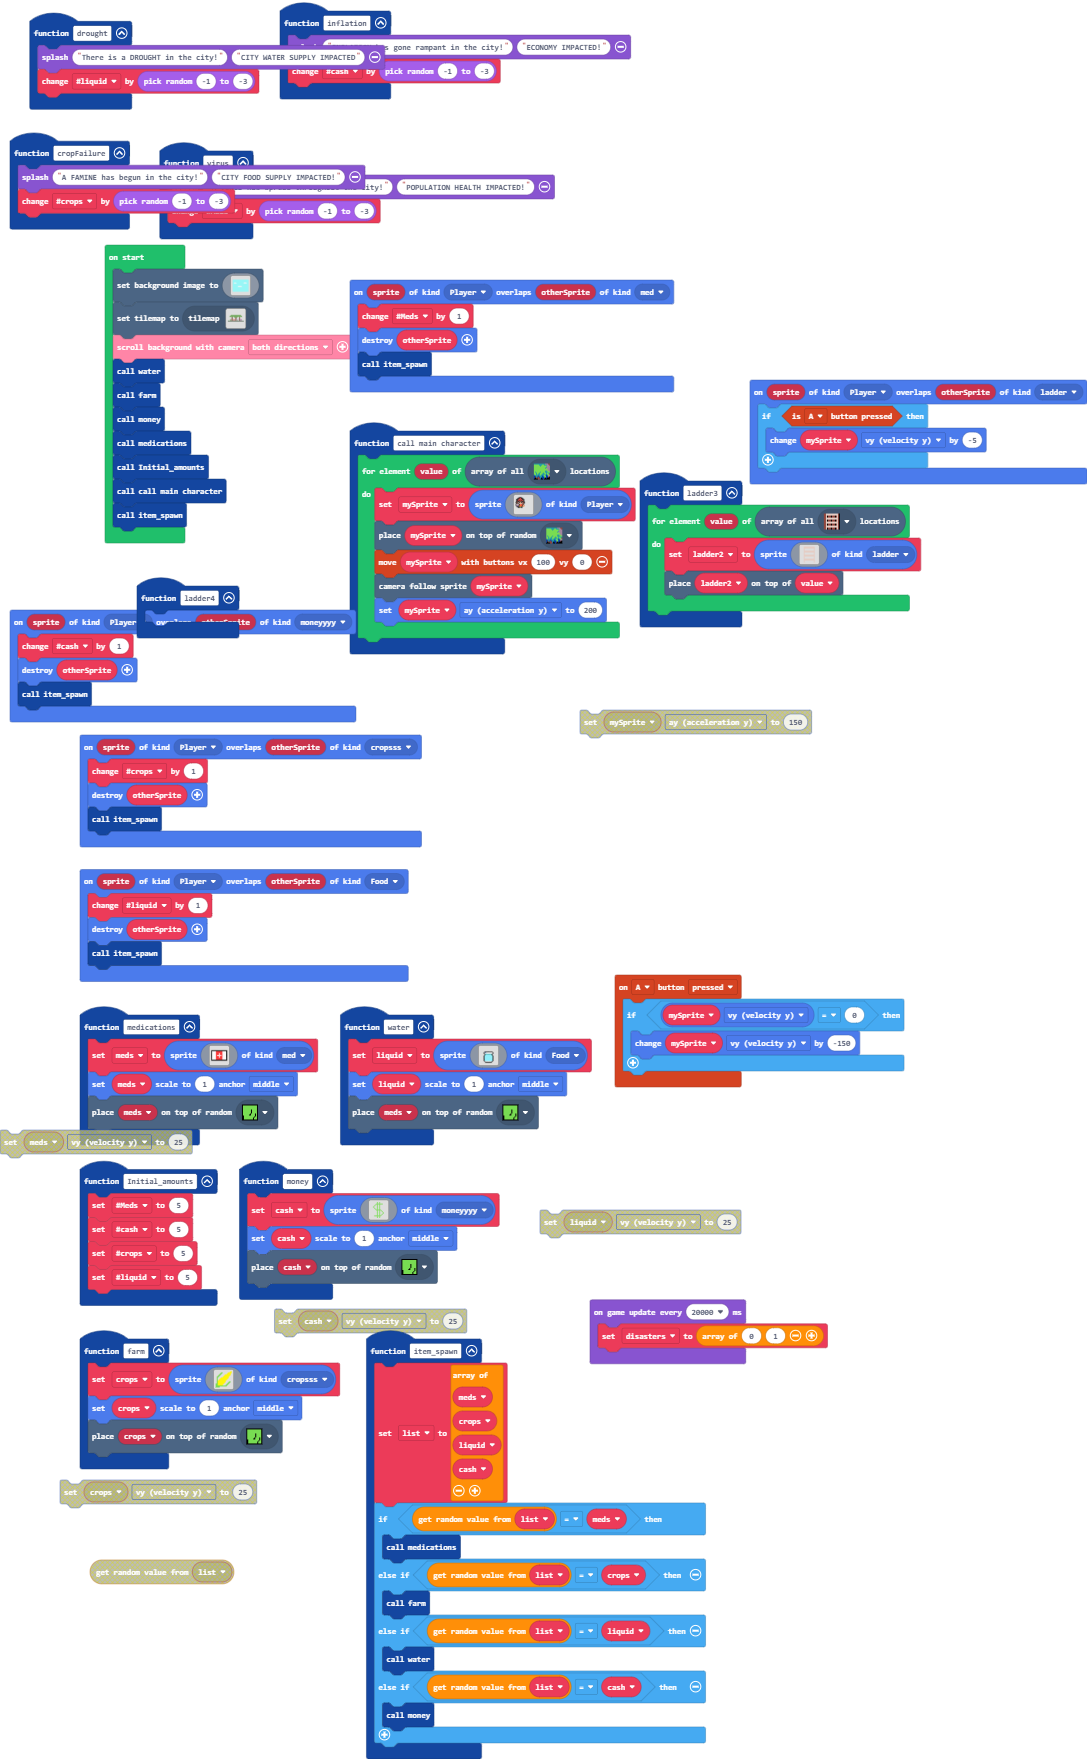 function drought
splash "There is a DROUGHT in the city!" "CITY WATER SUPPLY IMPACTED"
change #liquid by pick random -1 to -3
function inflation
s gone rampant in the city!" "ECONOMY IMPACTED!"
change #cash by pick random -1 to -3
function cropFailure
splash "A FAMINE has begun in the city!" "CITY FOOD SUPPLY IMPACTED!"
change #crops by pick random -1 to -3
function virus
ity!" "POPULATION HEALTH IMPACTED!"
by pick random -1 to -3
on start
set background image to
set tilemap to tilemap
scroll background with camera both directions
call water
call farm
call money
call medications
call Initial_amounts
call call main character
call item_spawn
on sprite of kind Player overlaps otherSprite of kind med
change #Meds by 1
destroy otherSprite
call item_spawn
on sprite of kind Player overlaps otherSprite of kind ladder
if is A button pressed then
change mySprite vy (velocity y) by -5
function call main character
for element value of array of all locations
do
set mySprite to sprite of kind Player
place mySprite on top of random
move mySprite with buttons vx 100 vy 0
camera follow sprite mySprite
set mySprite ay (acceleration y) to 200
function ladder3
for element value of array of all locations
do
set ladder2 to sprite of kind ladder
place ladder2 on top of value
function ladder4
on sprite of kind Player overlaps otherSprite of kind moneyyyy
change #cash by 1
destroy otherSprite
call item_spawn
set mySprite ay (acceleration y) to 150
on sprite of kind Player overlaps otherSprite of kind cropsss
change #crops by 1
destroy otherSprite
call item_spawn
on sprite of kind Player overlaps otherSprite of kind Food
change #liquid by 1
destroy otherSprite
call item_spawn
on A button pressed
if mySprite vy (velocity y) = 0 then
change mySprite vy (velocity y) by -150
function medications
set meds to sprite of kind med
set meds scale to 1 anchor middle
place meds on top of random
set meds vy (velocity y) to 25
function water
set liquid to sprite of kind Food
set liquid scale to 1 anchor middle
place meds on top of random
function Initial_amounts
set #Meds to 5
set #cash to 5
set #crops to 5
set #liquid to 5
function money
set cash to sprite of kind moneyyyy
set cash scale to 1 anchor middle
place cash on top of random
set cash vy (velocity y) to 25
set liquid vy (velocity y) to 25
on game update every 20000 ms
set disasters to array of 0 1
function farm
set crops to sprite of kind cropsss
set crops scale to 1 anchor middle
place crops on top of random
set crops vy (velocity y) to 25
get random value from list
function item_spawn
set list to array of
meds
crops
liquid
cash
if get random value from list = meds then
call medications
else if get random value from list = crops then
call farm
else if get random value from list = liquid then
call water
else if get random value from list = cash then
call money